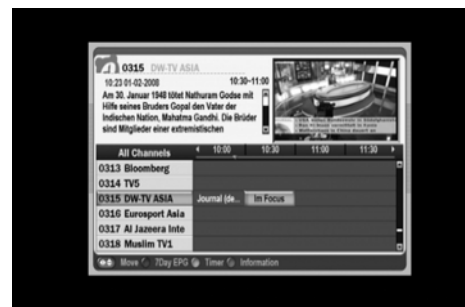 0315 DW-TV ASIA
10:23 01-02-2008 10:30~11:00
Am 30. Januar 1948 tötet Nathuram Godse mit
Hilfe seines Bruders Gopal den Vater der
Indischen Nation, Mahatma Gandhi. Die Brüder
sind Mitglieder einer extremistischen
All Channels 10:00 10:30 11:00 11:30
0313 Bloomberg
0314 TV5
0315 DW-TV ASIA Journal (de... Im Focus
0316 Eurosport Asia
0317 Al Jazeera Inte
0318 Muslim TV1
Move 7Day EPG Timer Information